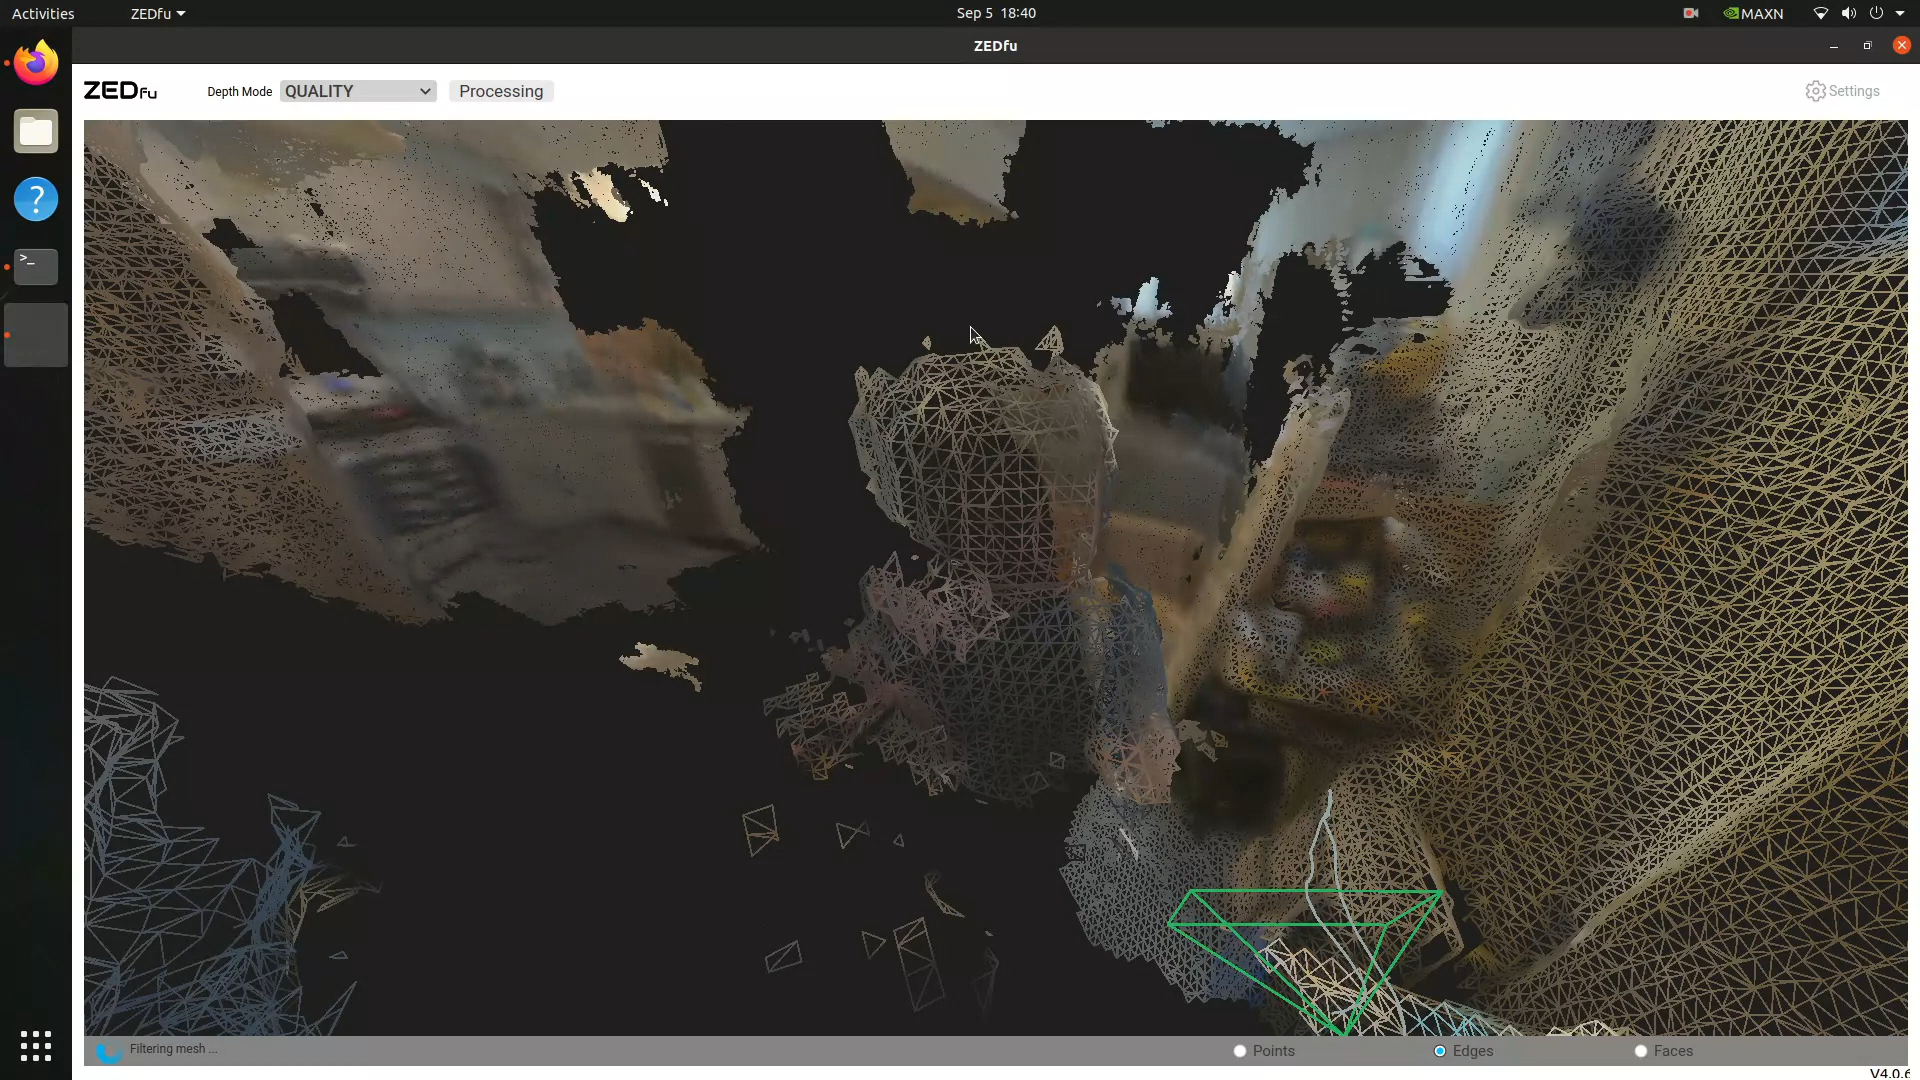 Activities ZEDfu Sep 5 18:40 MAXN
ZEDfu
ZEDfu Depth Mode QUALITY Processing Settings
Filtering mesh ... Points Edges Faces
V4.0.6